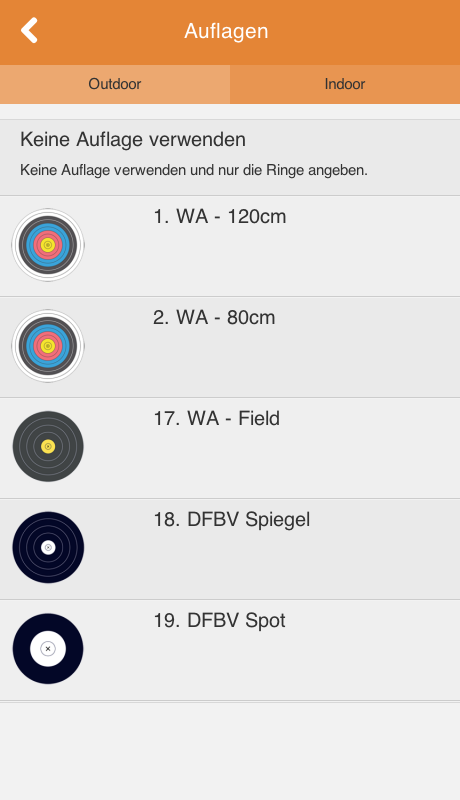 Auflagen
Outdoor
Indoor
Keine Auflage verwenden
Keine Auflage verwenden und nur die Ringe angeben.
1. WA - 120cm
2. WA - 80cm
17. WA - Field
18. DFBV Spiegel
19. DFBV Spot